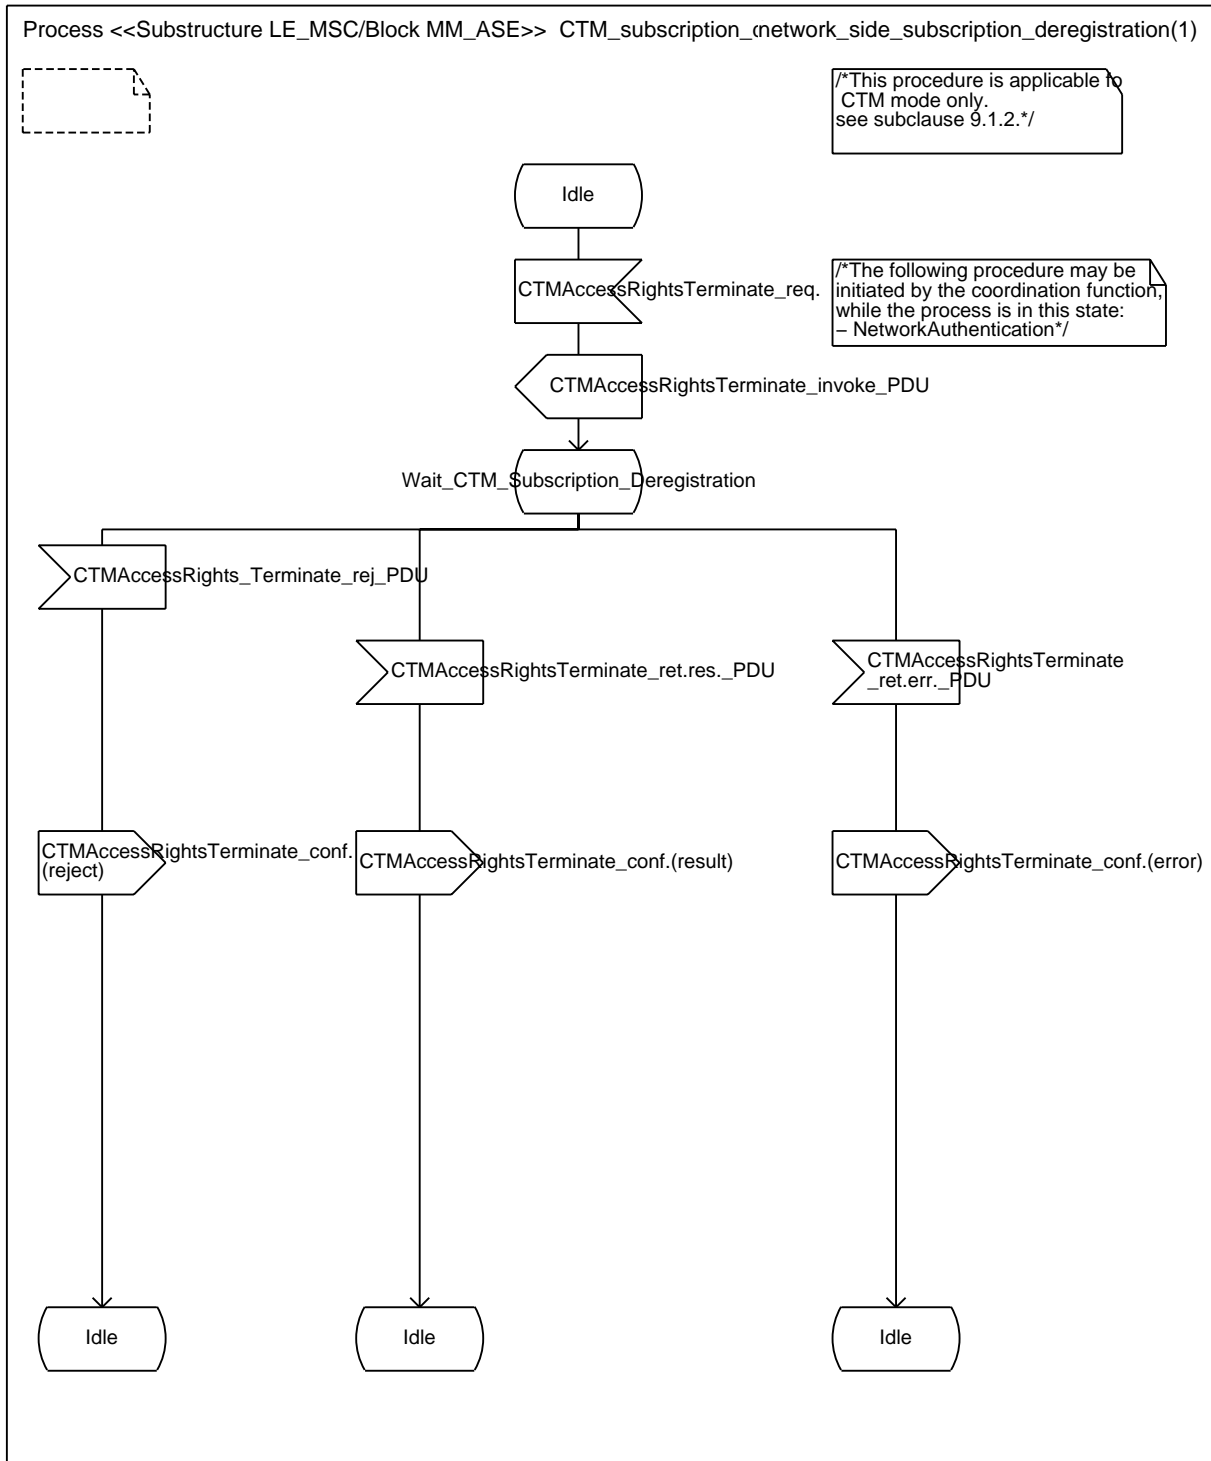 Process <<Substructure LE_MSC/Block MM_ASE>> CTM_subscription_
network_side_subscription_deregistration(1)
/*This procedure is applicable fo
CTM mode only.
see subclause 9.1.2.*/
Idle
CTMAccessRightsTerminate_req.
/*The following procedure may be
initiated by the coordination function,
while the process is in this state:
– NetworkAuthentication*/
CTMAccessRightsTerminate_invoke_PDU
Wait_CTM_Subscription_Deregistration
CTMAccessRights_Terminate_rej_PDU
CTMAccessRightsTerminate_ret.res._PDU
CTMAccessRightsTerminate
_ret.err._PDU
CTMAccessRightsTerminate_conf.
(reject)
CTMAccessRightsTerminate_conf.(result)
CTMAccessRightsTerminate_conf.(error)
Idle
Idle
Idle